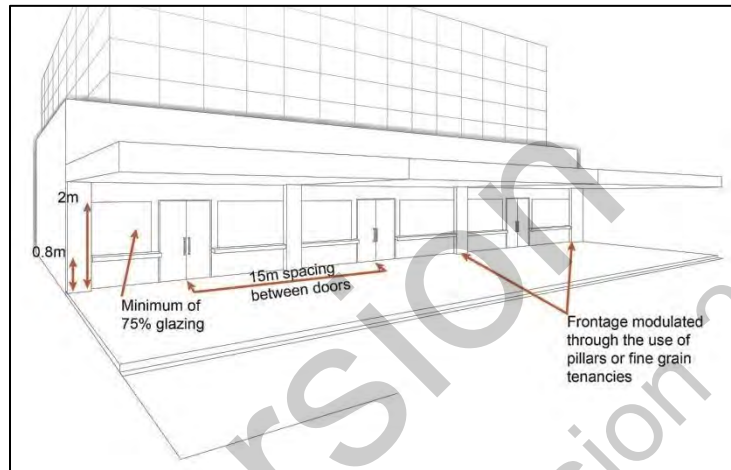 2m
0.8m
15m spacing
between doors
Minimum of
75% glazing
Frontage modulated
through the use of
pillars or fine grain
tenancies